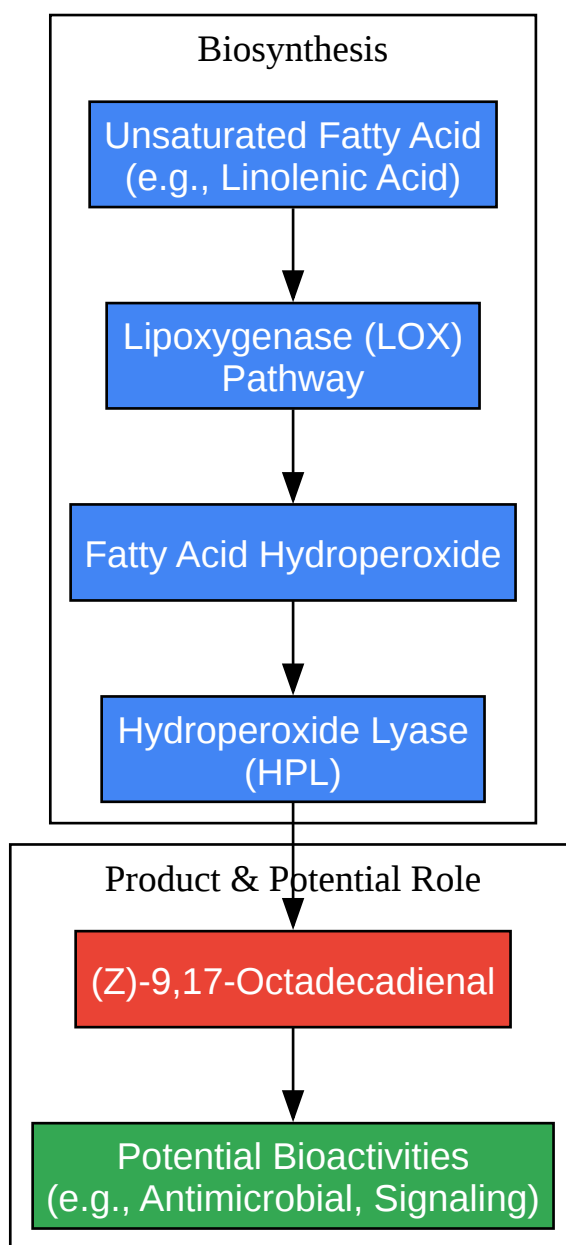 Biosynthesis
Unsaturated Fatty Acid
(e.g., Linolenic Acid)
Lipoxygenase (LOX)
Pathway
Fatty Acid Hydroperoxide
Hydroperoxide Lyase
(HPL)
Product & Potential Role
(Z)-9,17-Octadecadienal
Potential Bioactivities
(e.g., Antimicrobial, Signaling)